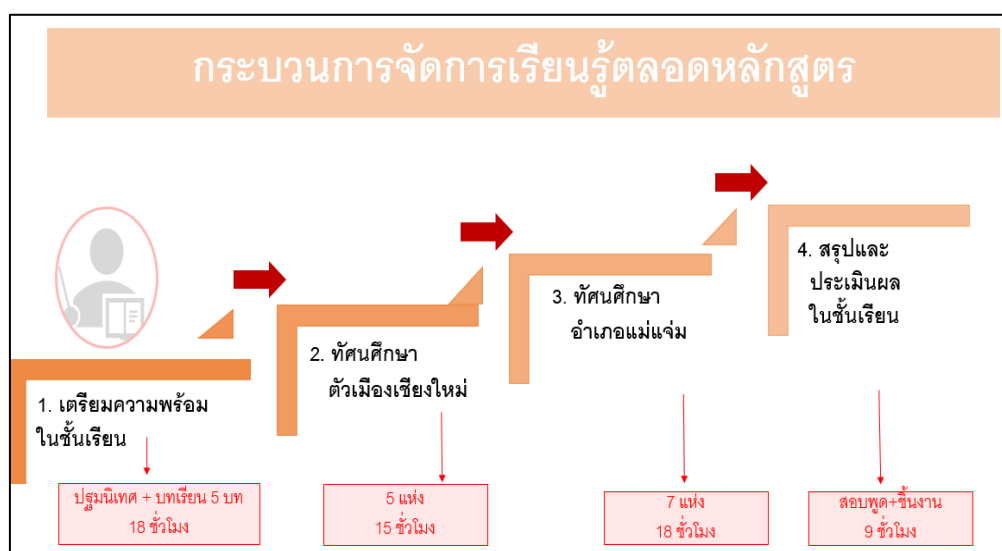 กระบวนการจัดการเรียนรู้ตลอดหลักสูตร
1. เตรียมความพร้อม
ในชั้นเรียน
ปฐมนิเทศ + บทเรียน 5 บท
18 ชั่วโมง
2. ทัศนศึกษา
ตัวเมืองเชียงใหม่
5 แห่ง
15 ชั่วโมง
3. ทัศนศึกษา
อำเภอแม่แจ่ม
7 แห่ง
18 ชั่วโมง
4. สรุปและ
ประเมินผล
ในชั้นเรียน
สอบพูด+ชิ้นงาน
9 ชั่วโมง